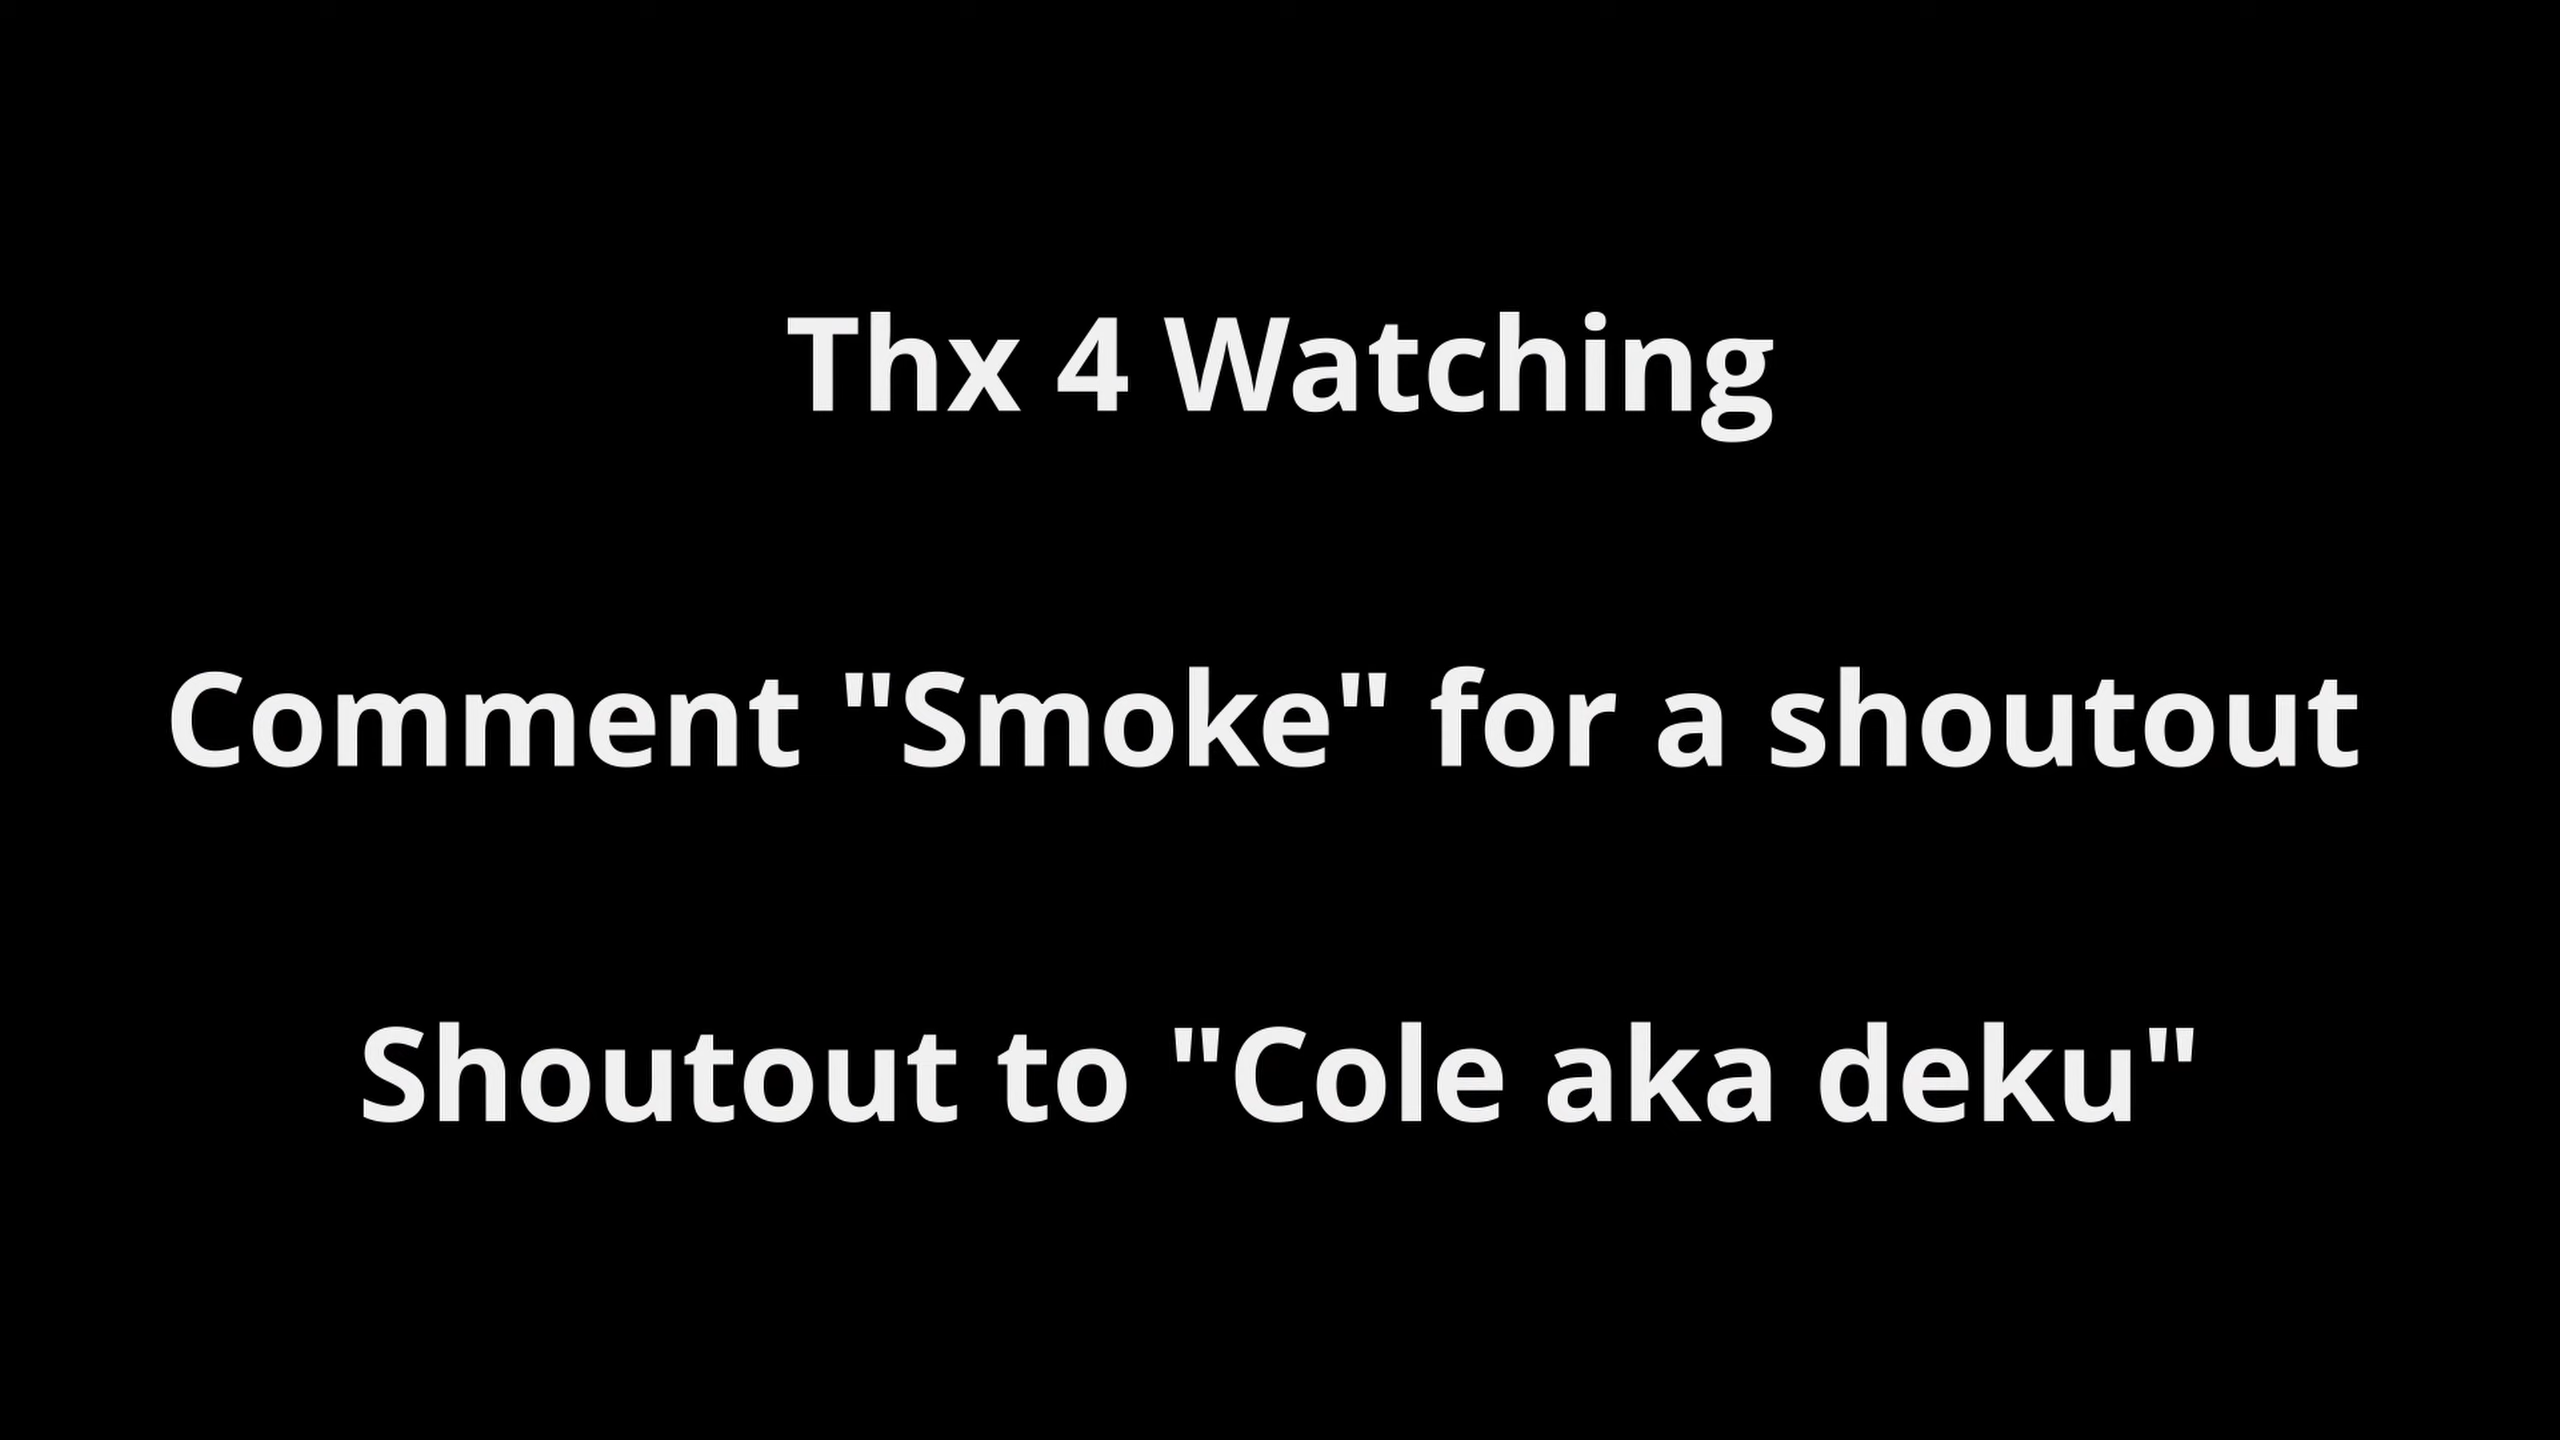 Thx 4 Watching
Comment "Smoke" for a shoutout
Shoutout to "Cole aka deku"